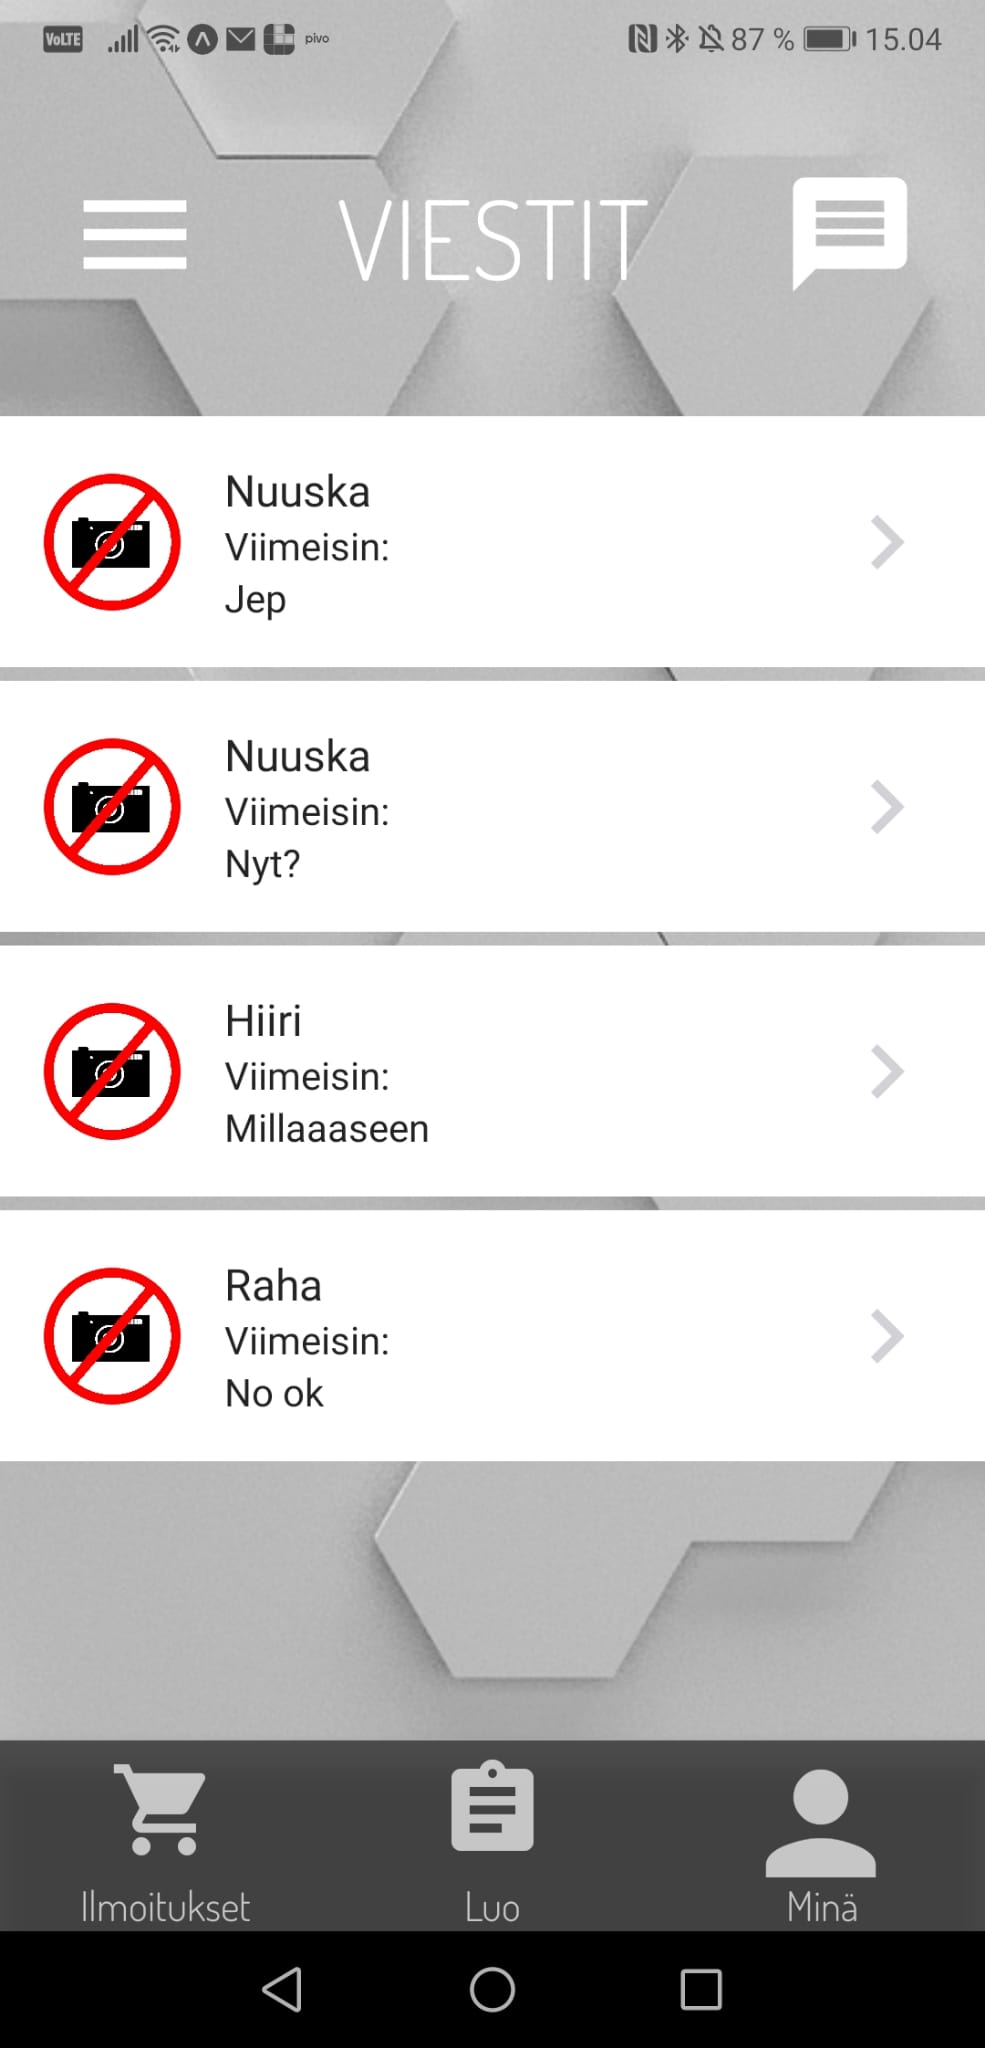 VoLTE pivo 87 % 15.04
VIESTIT
Nuuska
Viimeisin:
Jep
Nuuska
Viimeisin:
Nyt?
Hiiri
Viimeisin:
Millaaaseen
Raha
Viimeisin:
No ok
Ilmoitukset Luo Minä